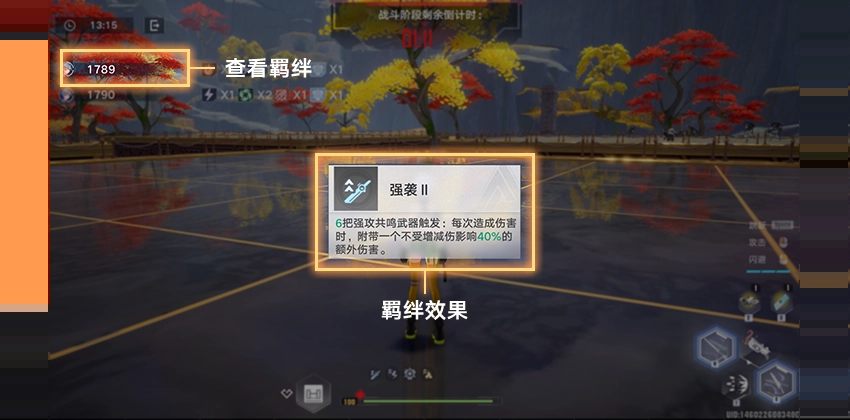 战斗阶段剩余倒计时：
13:15
1789
查看羁绊
X1
1790
X1 X2 X1 X1
强袭 II
6把强攻共鸣武器触发：每次造成伤害
时，附带一个不受增减伤影响40%的
额外伤害。
羁绊效果
攻击
闪避
100